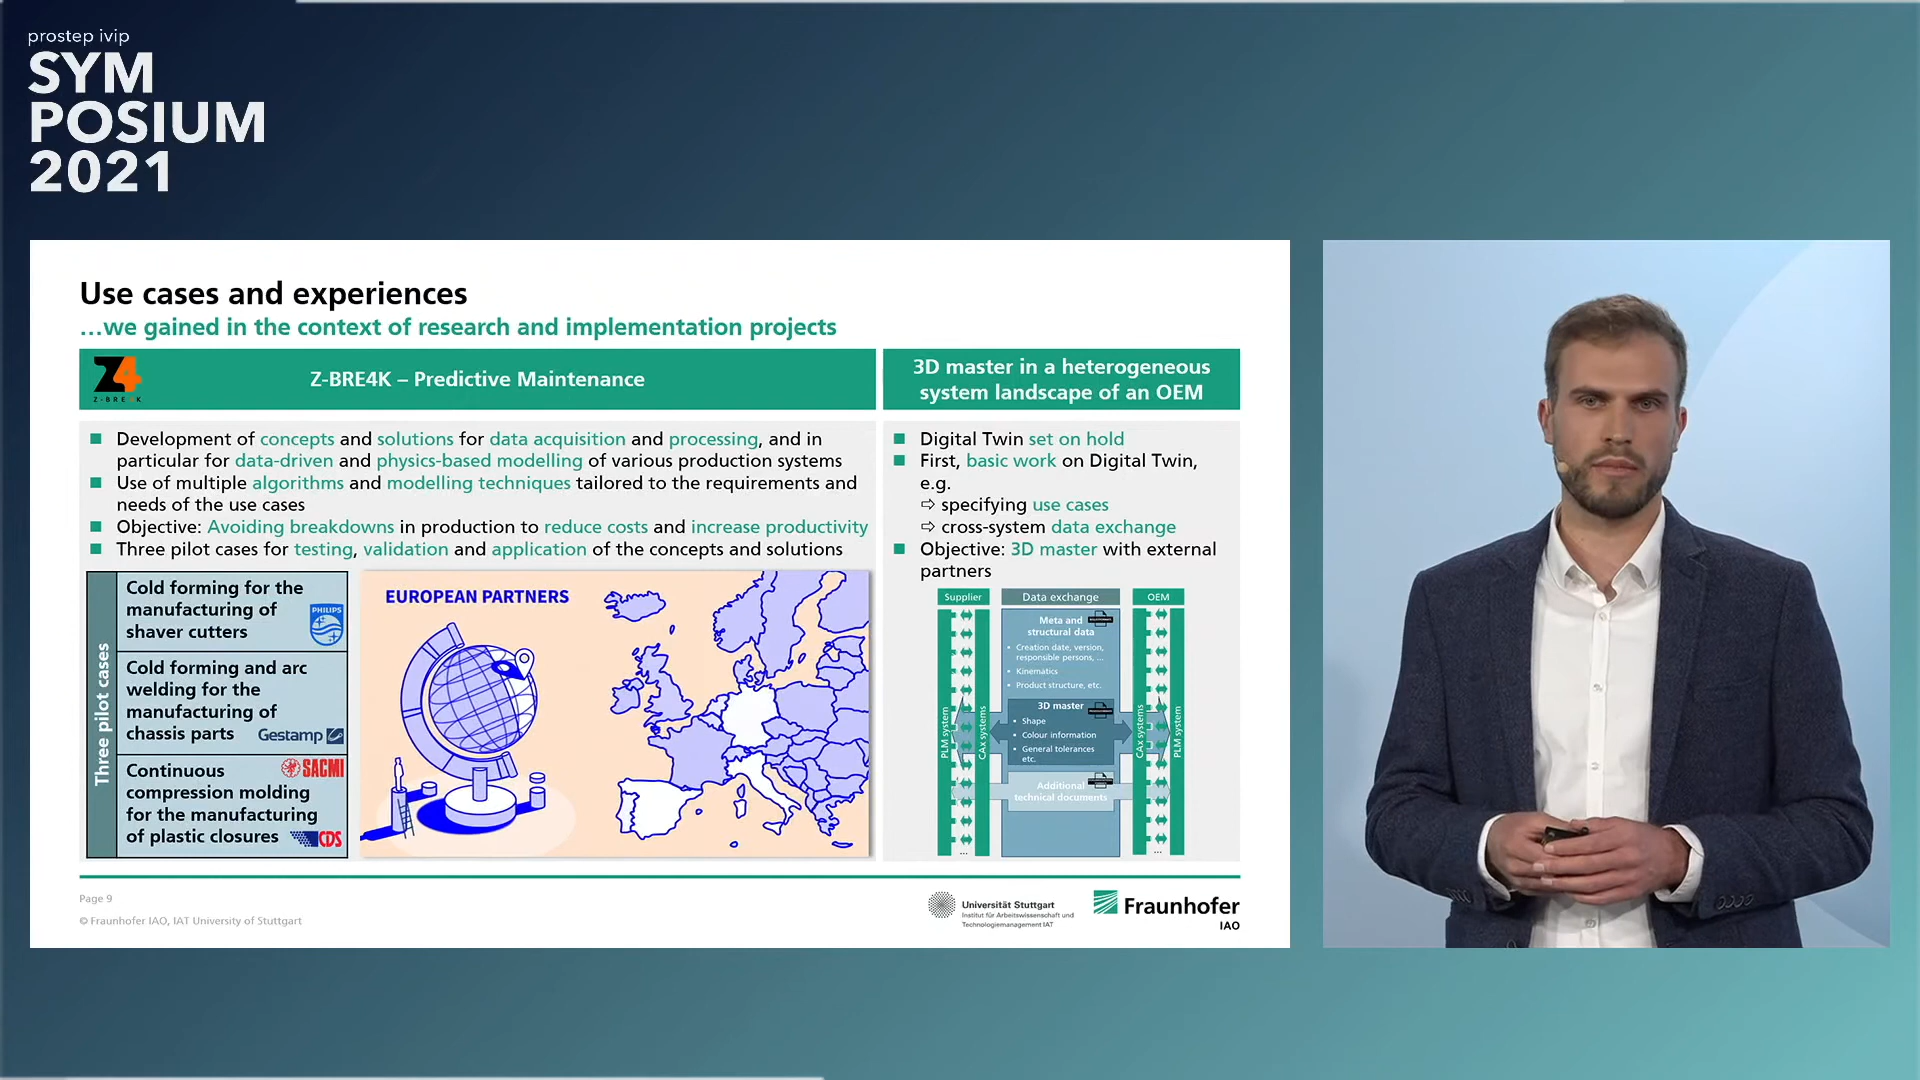 prostep ivip
SYM
POSIUM
2021
Use cases and experiences
…we gained in the context of research and implementation projects
Z4
Z-BRE4K
Z-BRE4K – Predictive Maintenance
Development of concepts and solutions for data acquisition and processing, and in
particular for data-driven and physics-based modelling of various production systems
Use of multiple algorithms and modelling techniques tailored to the requirements and
needs of the use cases
Objective: Avoiding breakdowns in production to reduce costs and increase productivity
Three pilot cases for testing, validation and application of the concepts and solutions
Three pilot cases
Cold forming for the
manufacturing of
shaver cutters
PHILIPS
Cold forming and arc
welding for the
manufacturing of
chassis parts
Gestamp
Continuous
compression molding
for the manufacturing
of plastic closures
SACMI
CDS
EUROPEAN PARTNERS
3D master in a heterogeneous
system landscape of an OEM
Digital Twin set on hold
First, basic work on Digital Twin,
e.g.
⇨ specifying use cases
⇨ cross-system data exchange
Objective: 3D master with external
partners
Supplier
Data exchange
OEM
PLM system
CAx systems
Meta and
structural data
• Creation date, version,
responsible persons, ...
• Kinematics
• Product structure, etc.
3D master
• Shape
• Colour information
• General tolerances
etc.
Additional
technical documents
CAx systems
PLM system
...
...
Page 9
© Fraunhofer IAO, IAT University of Stuttgart
Universität Stuttgart
Institut für Arbeitswissenschaft und
Technologiemanagement IAT
Fraunhofer
IAO